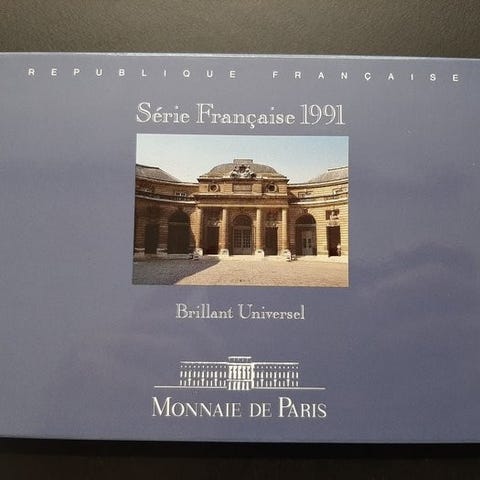 REPUBLIQUE FRANÇAISE
Série Française 1991
Brillant Universel
MONNAIE DE PARIS